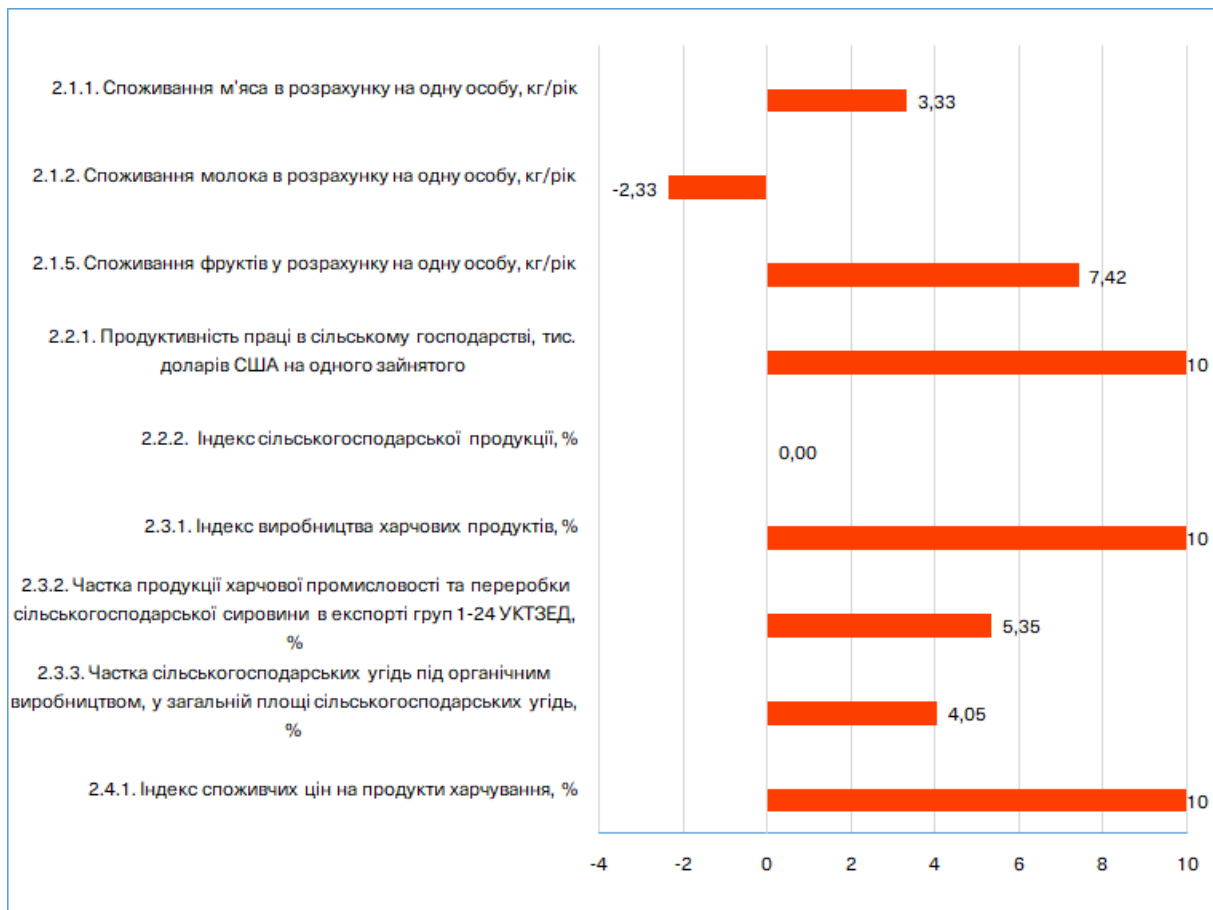 2.1.1. Споживання м'яса в розрахунку на одну особу, кг/рік
3,33
2.1.2. Споживання молока в розрахунку на одну особу, кг/рік
-2,33
2.1.5. Споживання фруктів у розрахунку на одну особу, кг/рік
7,42
2.2.1. Продуктивність праці в сільському господарстві, тис.
доларів США на одного зайнятого
10
2.2.2. Індекс сільськогосподарської продукції, %
0,00
2.3.1. Індекс виробництва харчових продуктів, %
10
2.3.2. Частка продукції харчової промисловості та переробки
сільськогосподарської сировини в експорті груп 1-24 УКТЗЕД,
%
5,35
2.3.3. Частка сільськогосподарських угідь під органічним
виробництвом, у загальній площі сільськогосподарських угідь,
%
4,05
2.4.1. Індекс споживчих цін на продукти харчування, %
10
-4 -2 0 2 4 6 8 10